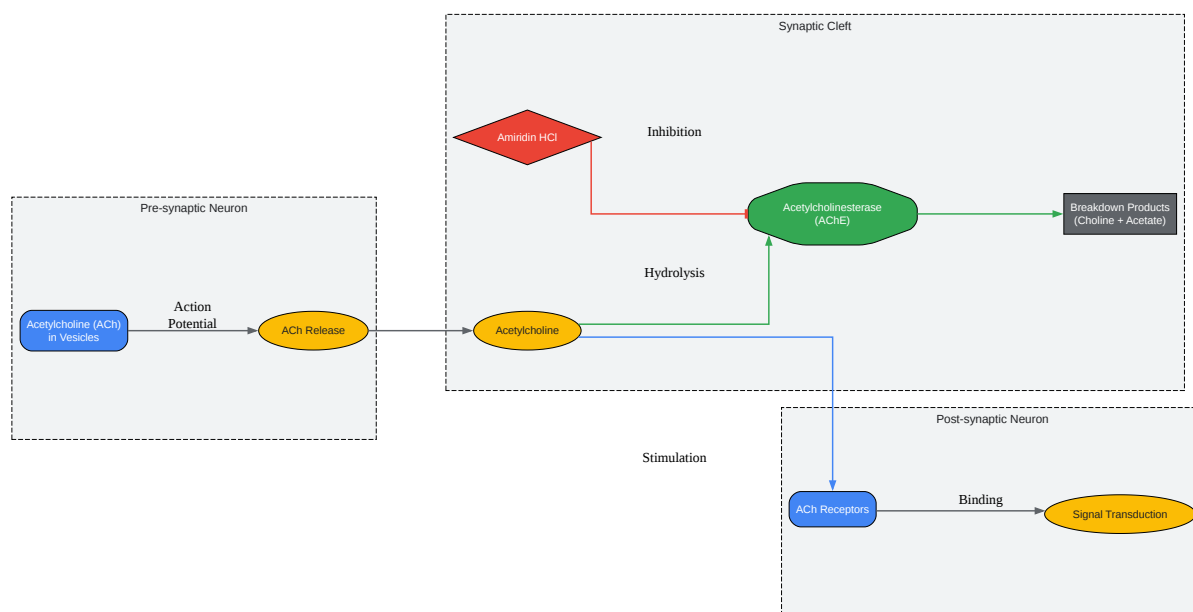 Synaptic Cleft
Amiridin HCl
Inhibition
Acetylcholinesterase
(AChE)
Breakdown Products
(Choline + Acetate)
Pre-synaptic Neuron
Hydrolysis
Action
Potential
Acetylcholine (ACh)
in Vesicles
ACh Release
Acetylcholine
Post-synaptic Neuron
Stimulation
ACh Receptors
Binding
Signal Transduction